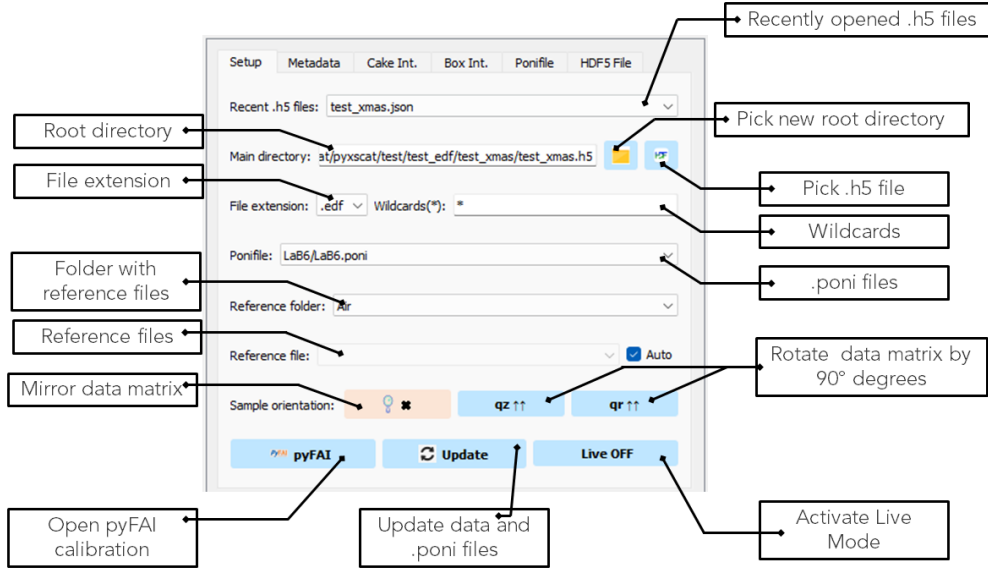 Recently opened .h5 files
Setup Metadata Cake Int. Box Int. Ponifile HDF5 File
Recent .h5 files: test_xmas.json
Root directory
Pick new root directory
Main directory: at/pyxscat/test/test_edf/test_xmas/test_xmas.h5
File extension
Pick .h5 file
File extension: .edf Wildcards(*): *
Wildcards
Folder with
reference files
Ponifile: LaB6/LaB6.poni
.poni files
Reference folder: Air
Reference files
Reference file: Auto
Rotate data matrix by
90° degrees
Mirror data matrix
Sample orientation: qz ↑↑ qr ↑↑
pyFAI pyFAI Update Live OFF
Open pyFAI
calibration
Update data and
.poni files
Activate Live
Mode